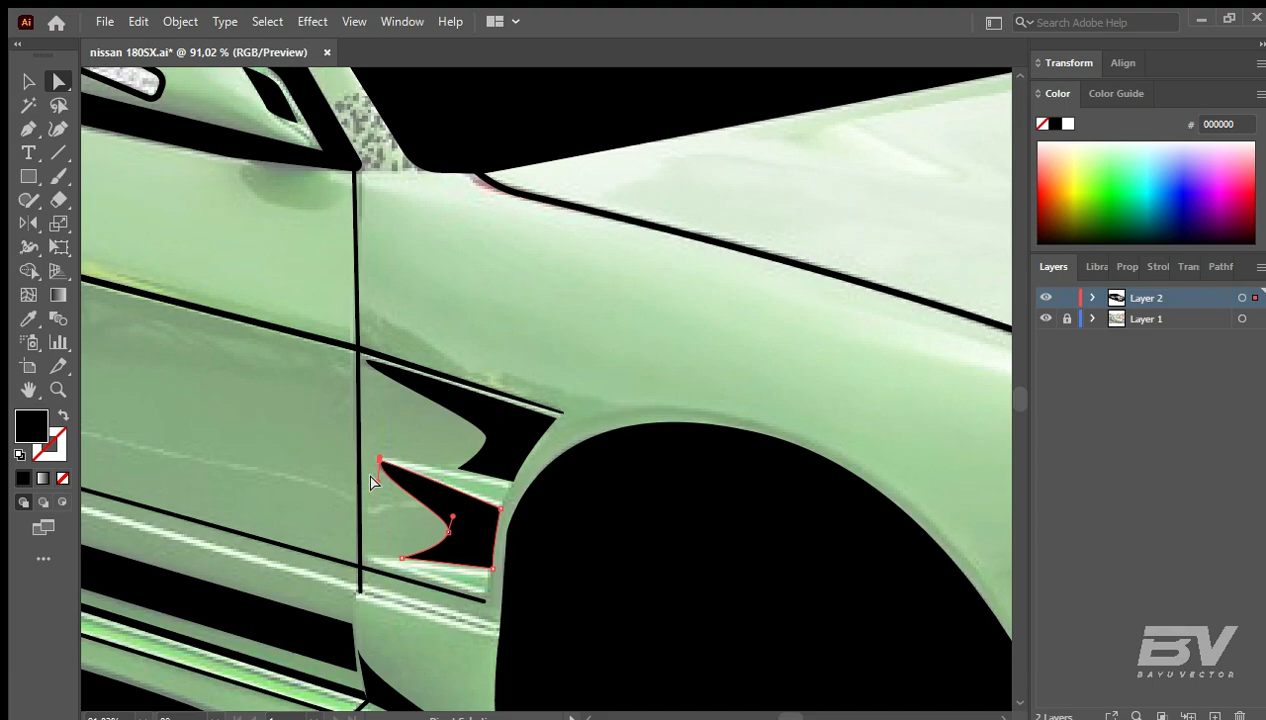 Ai File Edit Object Type Select Effect View Window Help Search Adobe Help
nissan 180SX.ai* @ 91,02 % (RGB/Preview) ×
Transform Align
Color Color Guide
# 000000
Layers Libra Prop Strol Tran Pathf
Layer 2
Layer 1
BV
BAYUVECTOR
2 Layers